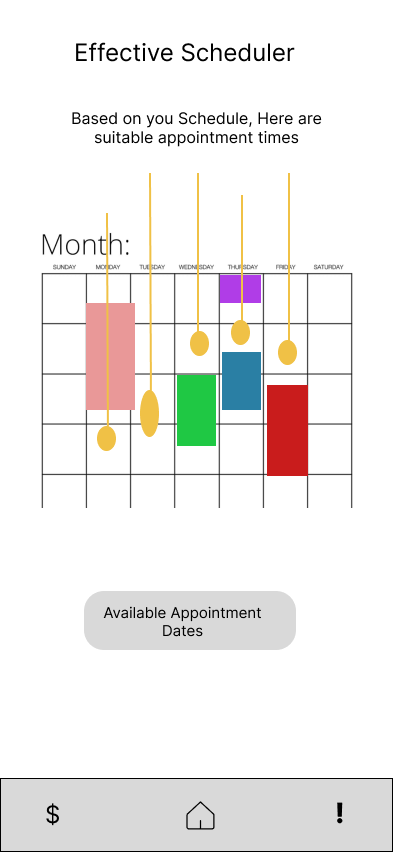 Effective Scheduler
Based on you Schedule, Here are
suitable appointment times
Month:
SUNDAY MONDAY TUESDAY WEDNESDAY THURSDAY FRIDAY SATURDAY
Available Appointment
Dates
$ !